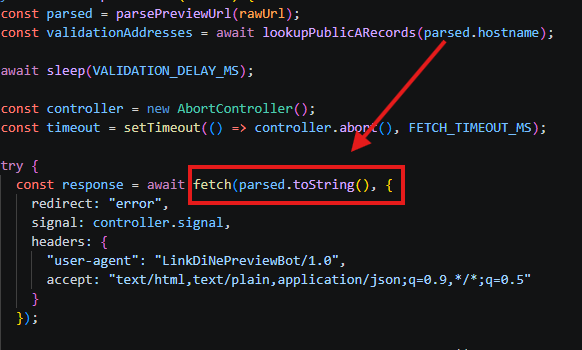 const parsed = parsePreviewUrl(rawUrl);
const validationAddresses = await lookupPublicARecords(parsed.hostname);
await sleep(VALIDATION_DELAY_MS);
const controller = new AbortController();
const timeout = setTimeout(() => controller.abort(), FETCH_TIMEOUT_MS);
try {
const response = await fetch(parsed.toString(), {
redirect: "error",
signal: controller.signal,
headers: {
"user-agent": "LinkDiNePreviewBot/1.0",
accept: "text/html,text/plain,application/json;q=0.9,*/*;q=0.5"
}
});